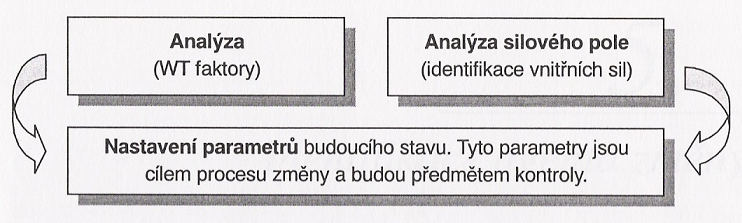 Analýza
(WT faktory)
Analýza silového pole
(identifikace vnitřních sil)
Nastavení parametrů budoucího stavu. Tyto parametry jsou
cílem procesu změny a budou předmětem kontroly.